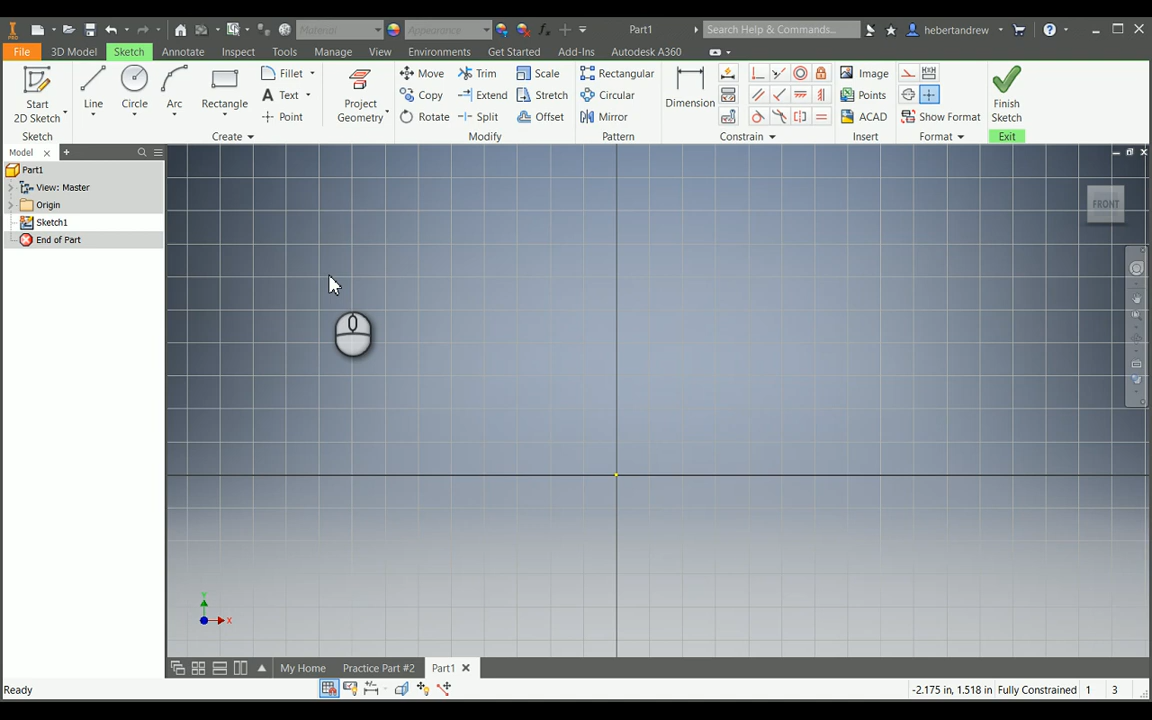 Material
Appearance
fx
Part1
Search Help & Commands...
hebertandrew
File
3D Model
Sketch
Annotate
Inspect
Tools
Manage
View
Environments
Get Started
Add-Ins
Autodesk A360
Start
2D Sketch
Line
Circle
Arc
Rectangle
Fillet
Text
Point
Project
Geometry
Move
Copy
Rotate
Trim
Extend
Split
Scale
Stretch
Offset
Rectangular
Circular
Mirror
Dimension
Image
Points
ACAD
Show Format
Finish
Sketch
Sketch
Create
Modify
Pattern
Constrain
Insert
Format
Exit
Model
Part1
View: Master
Origin
Sketch1
End of Part
FRONT
Y
X
My Home
Practice Part #2
Part1
Ready
-2.175 in, 1.518 in Fully Constrained 1 3